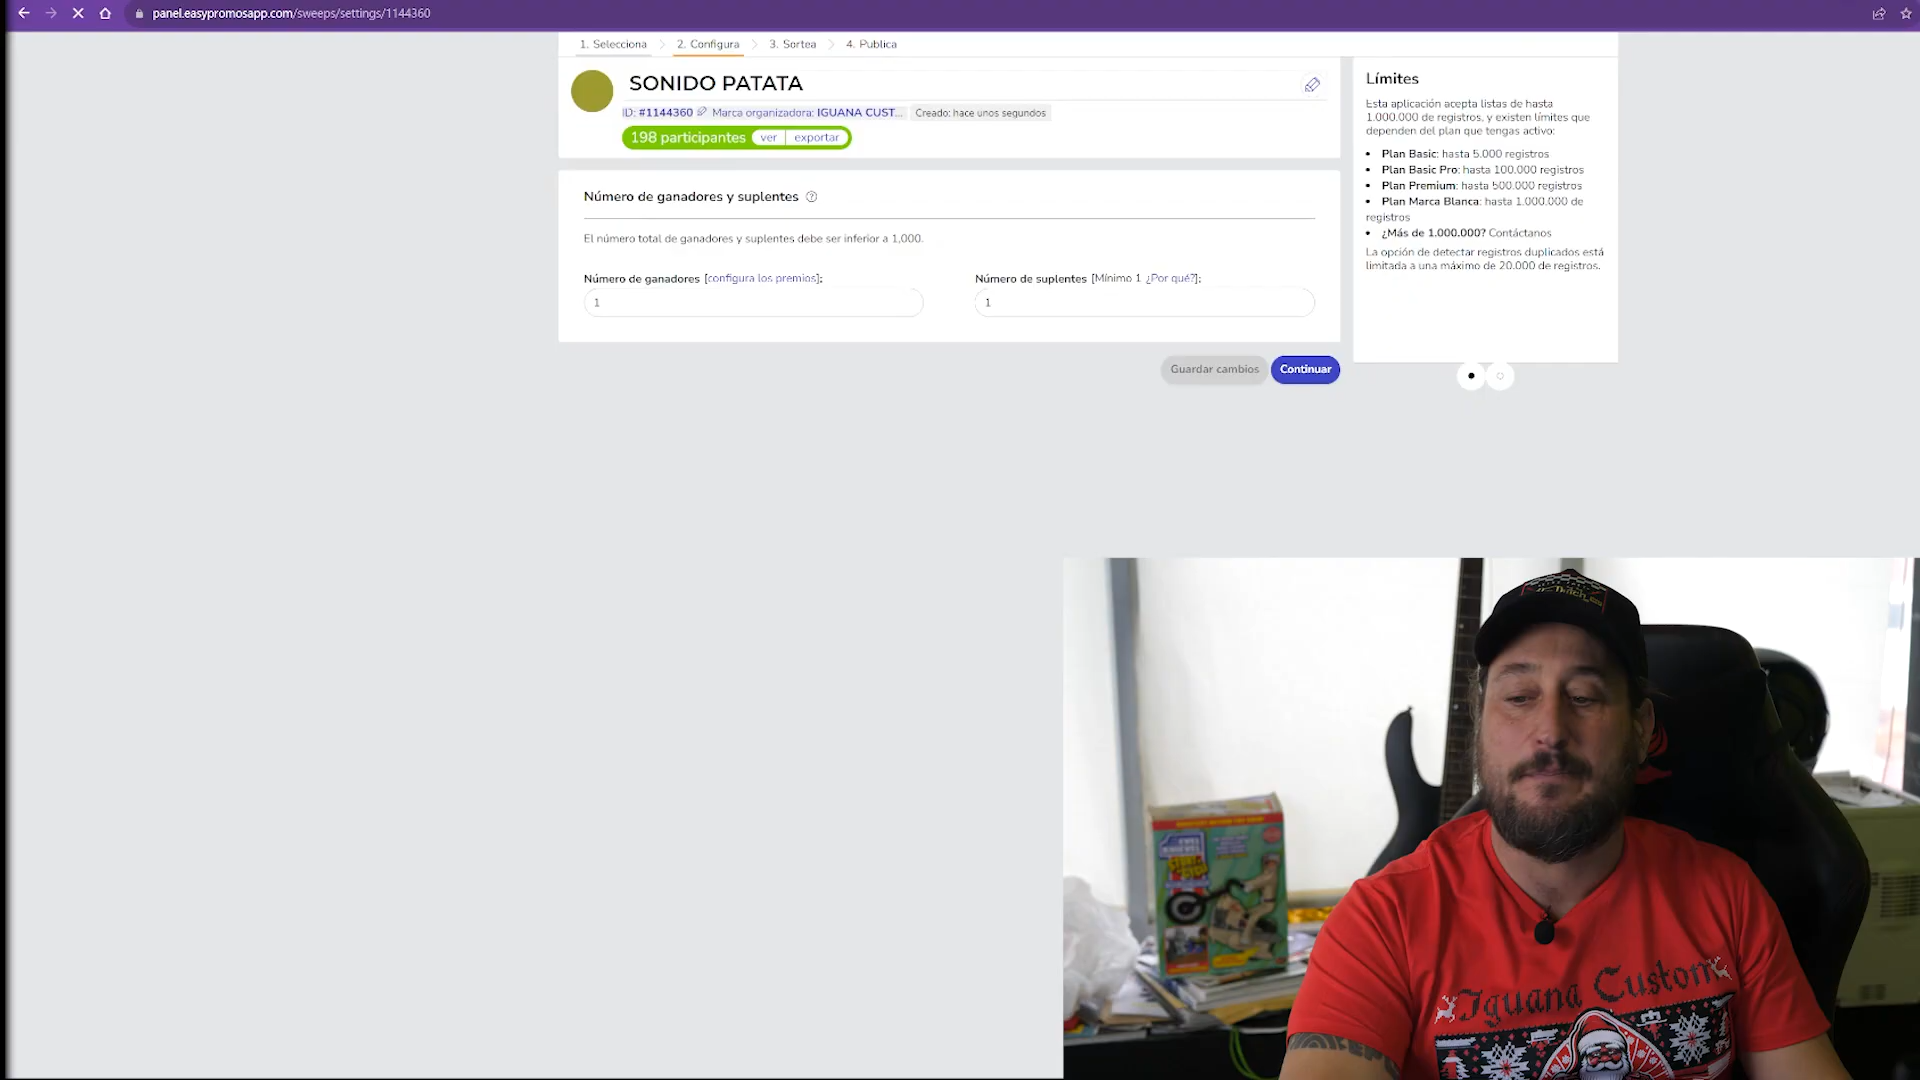 panel.easypromosapp.com/sweeps/settings/1144360
1. Selecciona
2. Configura
3. Sortea
4. Publica
SONIDO PATATA
ID: #1144360
Marca organizadora: IGUANA CUST...
Creado: hace unos segundos
198 participantes ver exportar
Número de ganadores y suplentes
El número total de ganadores y suplentes debe ser inferior a 1,000.
Número de ganadores [configura los premios]:
1
Número de suplentes [Mínimo 1 ¿Por qué?]:
1
Guardar cambios
Continuar
Límites
Esta aplicación acepta listas de hasta
1.000.000 de registros, y existen límites que
dependen del plan que tengas activo:
• Plan Basic: hasta 5.000 registros
• Plan Basic Pro: hasta 100.000 registros
• Plan Premium: hasta 500.000 registros
• Plan Marca Blanca: hasta 1.000.000 de
registros
• ¿Más de 1.000.000? Contáctanos
La opción de detectar registros duplicados está
limitada a una máximo de 20.000 de registros.
Iguana Custom